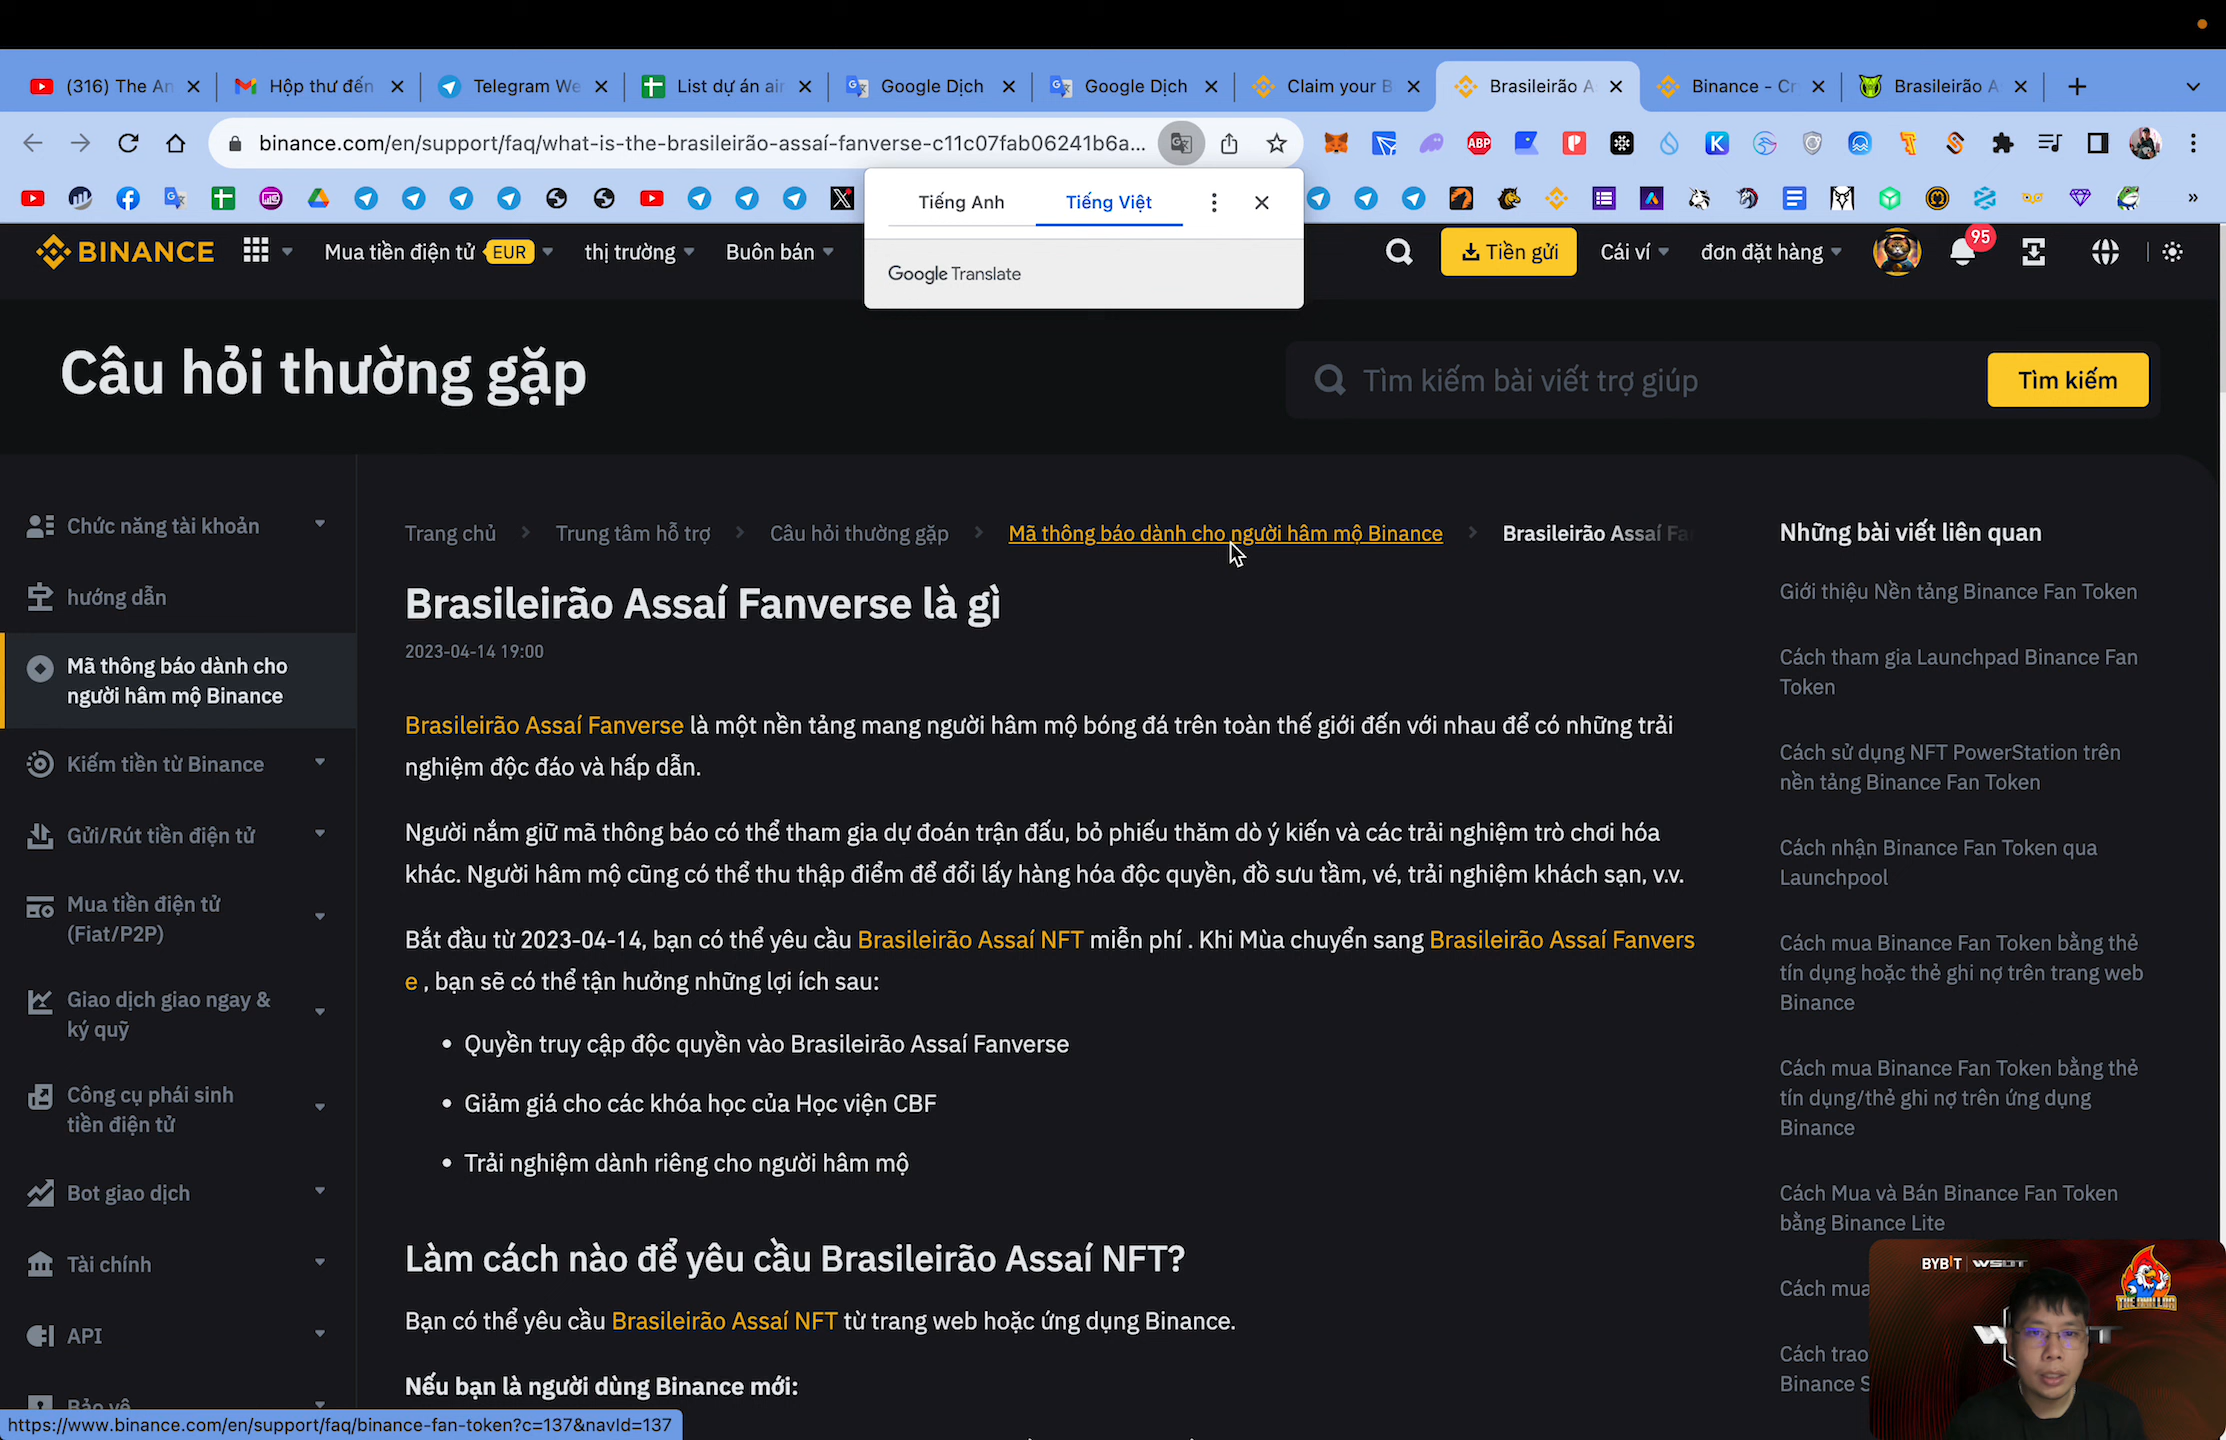 (316) The An
Hộp thư đến
Telegram We
List dự án air
Google Dịch
Google Dịch
Claim your B
Brasileirão A
Binance - Cr
Brasileirão A
binance.com/en/support/faq/what-is-the-brasileirão-assaí-fanverse-c11c07fab06241b6a...
ABP
Tiếng Anh
Tiếng Việt
Google Translate
BINANCE
Mua tiền điện tử EUR
thị trường
Buôn bán
Tiền gửi
Cái ví
đơn đặt hàng
95
Câu hỏi thường gặp
Tìm kiếm bài viết trợ giúp
Tìm kiếm
Chức năng tài khoản
hướng dẫn
Mã thông báo dành cho
người hâm mộ Binance
Kiếm tiền từ Binance
Gửi/Rút tiền điện tử
Mua tiền điện tử
(Fiat/P2P)
Giao dịch giao ngay &
ký quỹ
Công cụ phái sinh
tiền điện tử
Bot giao dịch
Tài chính
API
Bảo vệ
Trang chủ > Trung tâm hỗ trợ > Câu hỏi thường gặp > Mã thông báo dành cho người hâm mộ Binance > Brasileirão Assaí Fa
Brasileirão Assaí Fanverse là gì
2023-04-14 19:00
Brasileirão Assaí Fanverse là một nền tảng mang người hâm mộ bóng đá trên toàn thế giới đến với nhau để có những trải
nghiệm độc đáo và hấp dẫn.
Người nắm giữ mã thông báo có thể tham gia dự đoán trận đấu, bỏ phiếu thăm dò ý kiến và các trải nghiệm trò chơi hóa
khác. Người hâm mộ cũng có thể thu thập điểm để đổi lấy hàng hóa độc quyền, đồ sưu tầm, vé, trải nghiệm khách sạn, v.v.
Bắt đầu từ 2023-04-14, bạn có thể yêu cầu Brasileirão Assaí NFT miễn phí . Khi Mùa chuyển sang Brasileirão Assaí Fanvers
e , bạn sẽ có thể tận hưởng những lợi ích sau:
• Quyền truy cập độc quyền vào Brasileirão Assaí Fanverse
• Giảm giá cho các khóa học của Học viện CBF
• Trải nghiệm dành riêng cho người hâm mộ
Làm cách nào để yêu cầu Brasileirão Assaí NFT?
Bạn có thể yêu cầu Brasileirão Assaí NFT từ trang web hoặc ứng dụng Binance.
Nếu bạn là người dùng Binance mới:
Những bài viết liên quan
Giới thiệu Nền tảng Binance Fan Token
Cách tham gia Launchpad Binance Fan
Token
Cách sử dụng NFT PowerStation trên
nền tảng Binance Fan Token
Cách nhận Binance Fan Token qua
Launchpool
Cách mua Binance Fan Token bằng thẻ
tín dụng hoặc thẻ ghi nợ trên trang web
Binance
Cách mua Binance Fan Token bằng thẻ
tín dụng/thẻ ghi nợ trên ứng dụng
Binance
Cách Mua và Bán Binance Fan Token
bằng Binance Lite
Cách mua
Cách trao
Binance S
BYBIT | WSOT
THE ANH LUA
https://www.binance.com/en/support/faq/binance-fan-token?c=137&navId=137